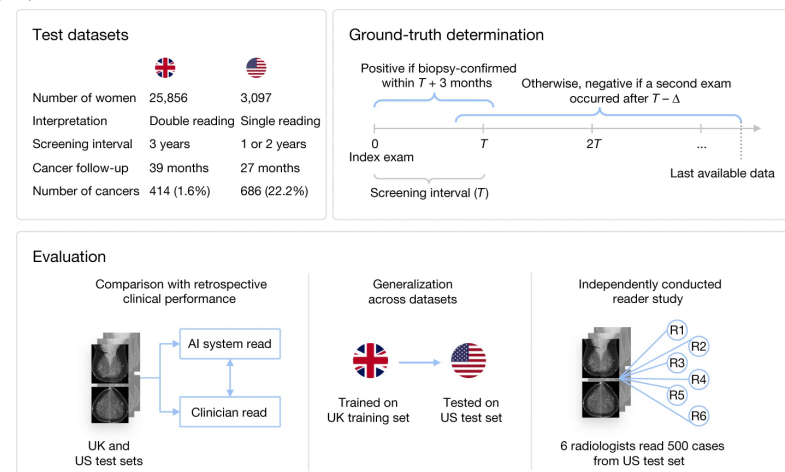 Test datasets
Number of women 25,856 3,097
Interpretation Double reading Single reading
Screening interval 3 years 1 or 2 years
Cancer follow-up 39 months 27 months
Number of cancers 414 (1.6%) 686 (22.2%)
Ground-truth determination
Positive if biopsy-confirmed
within T + 3 months
Otherwise, negative if a second exam
occurred after T – Δ
0 T 2T ...
Index exam
Last available data
Screening interval (T)
Evaluation
Comparison with retrospective
clinical performance
AI system read
Clinician read
UK and
US test sets
Generalization
across datasets
Trained on
UK training set
Tested on
US test set
Independently conducted
reader study
R1
R2
R3
R4
R5
R6
6 radiologists read 500 cases
from US test set